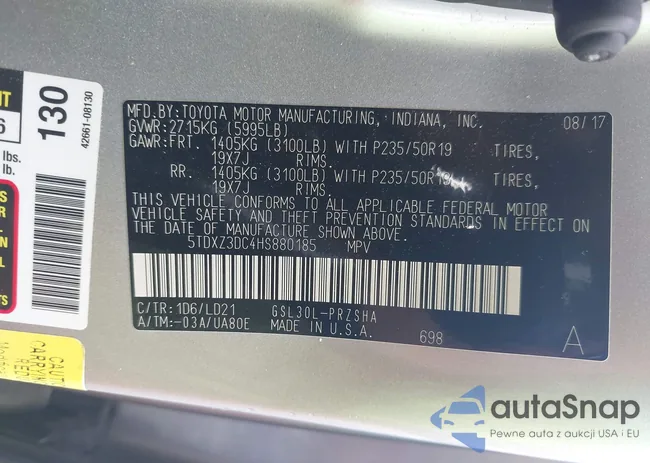 MFD.BY:TOYOTA MOTOR MANUFACTURING, INDIANA, INC.
GVWR:2715KG (5995LB) 08/17
GAWR:FRT. 1405KG (3100LB) WITH P235/50R19 TIRES,
19X7J RIMS.
RR. 1405KG (3100LB) WITH P235/50R19 TIRES,
19X7J RIMS.
THIS VEHICLE CONFORMS TO ALL APPLICABLE FEDERAL MOTOR
VEHICLE SAFETY AND THEFT PREVENTION STANDARDS IN EFFECT ON
THE DATE OF MANUFACTURE SHOWN ABOVE.
5TDXZ3DC4HS880185 MPV
C/TR: 1D6/LD21 GSL30L-PRZSHA
A/TM:-03A/UA80E MADE IN U.S.A. 698
A
130
42661-08130
lbs.
lb.
autaSnap
Pewne auta z aukcji USA i EU